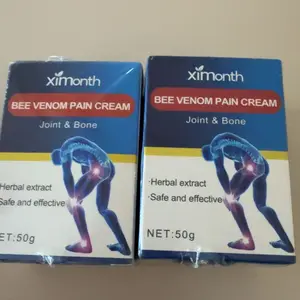 ximonth
BEE VENOM PAIN CREAM
Joint & Bone
Herbal extract
Safe and effective
NET:50g
ximonth
BEE VENOM PAIN CREAM
Joint & Bone
·Herbal extract
·Safe and effective
NET:50g